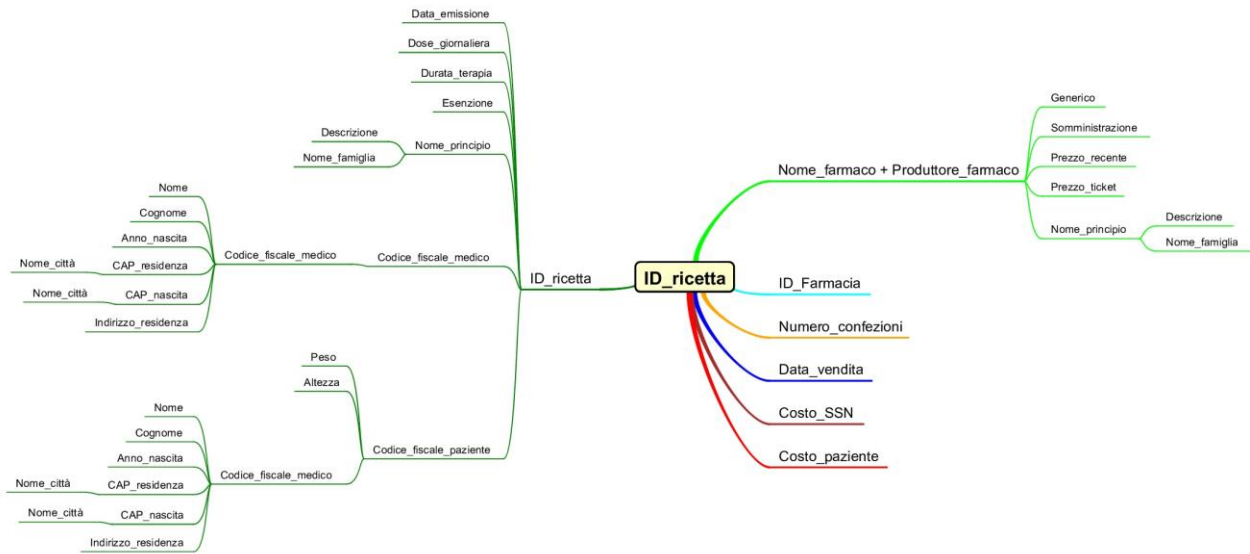 Data_emissione
Dose_giornaliera
Durata_terapia
Esenzione
Descrizione
Nome_famiglia
Nome_principio
Nome
Cognome
Anno_nascita
Nome_città
CAP_residenza
Nome_città
CAP_nascita
Indirizzo_residenza
Codice_fiscale_medico
Codice_fiscale_medico
ID_ricetta
Peso
Altezza
Nome
Cognome
Anno_nascita
Nome_città
CAP_residenza
Nome_città
CAP_nascita
Indirizzo_residenza
Codice_fiscale_medico
Codice_fiscale_paziente
ID_ricetta
Nome_farmaco + Produttore_farmaco
Generico
Somministrazione
Prezzo_recente
Prezzo_ticket
Nome_principio
Descrizione
Nome_famiglia
ID_Farmacia
Numero_confezioni
Data_vendita
Costo_SSN
Costo_paziente